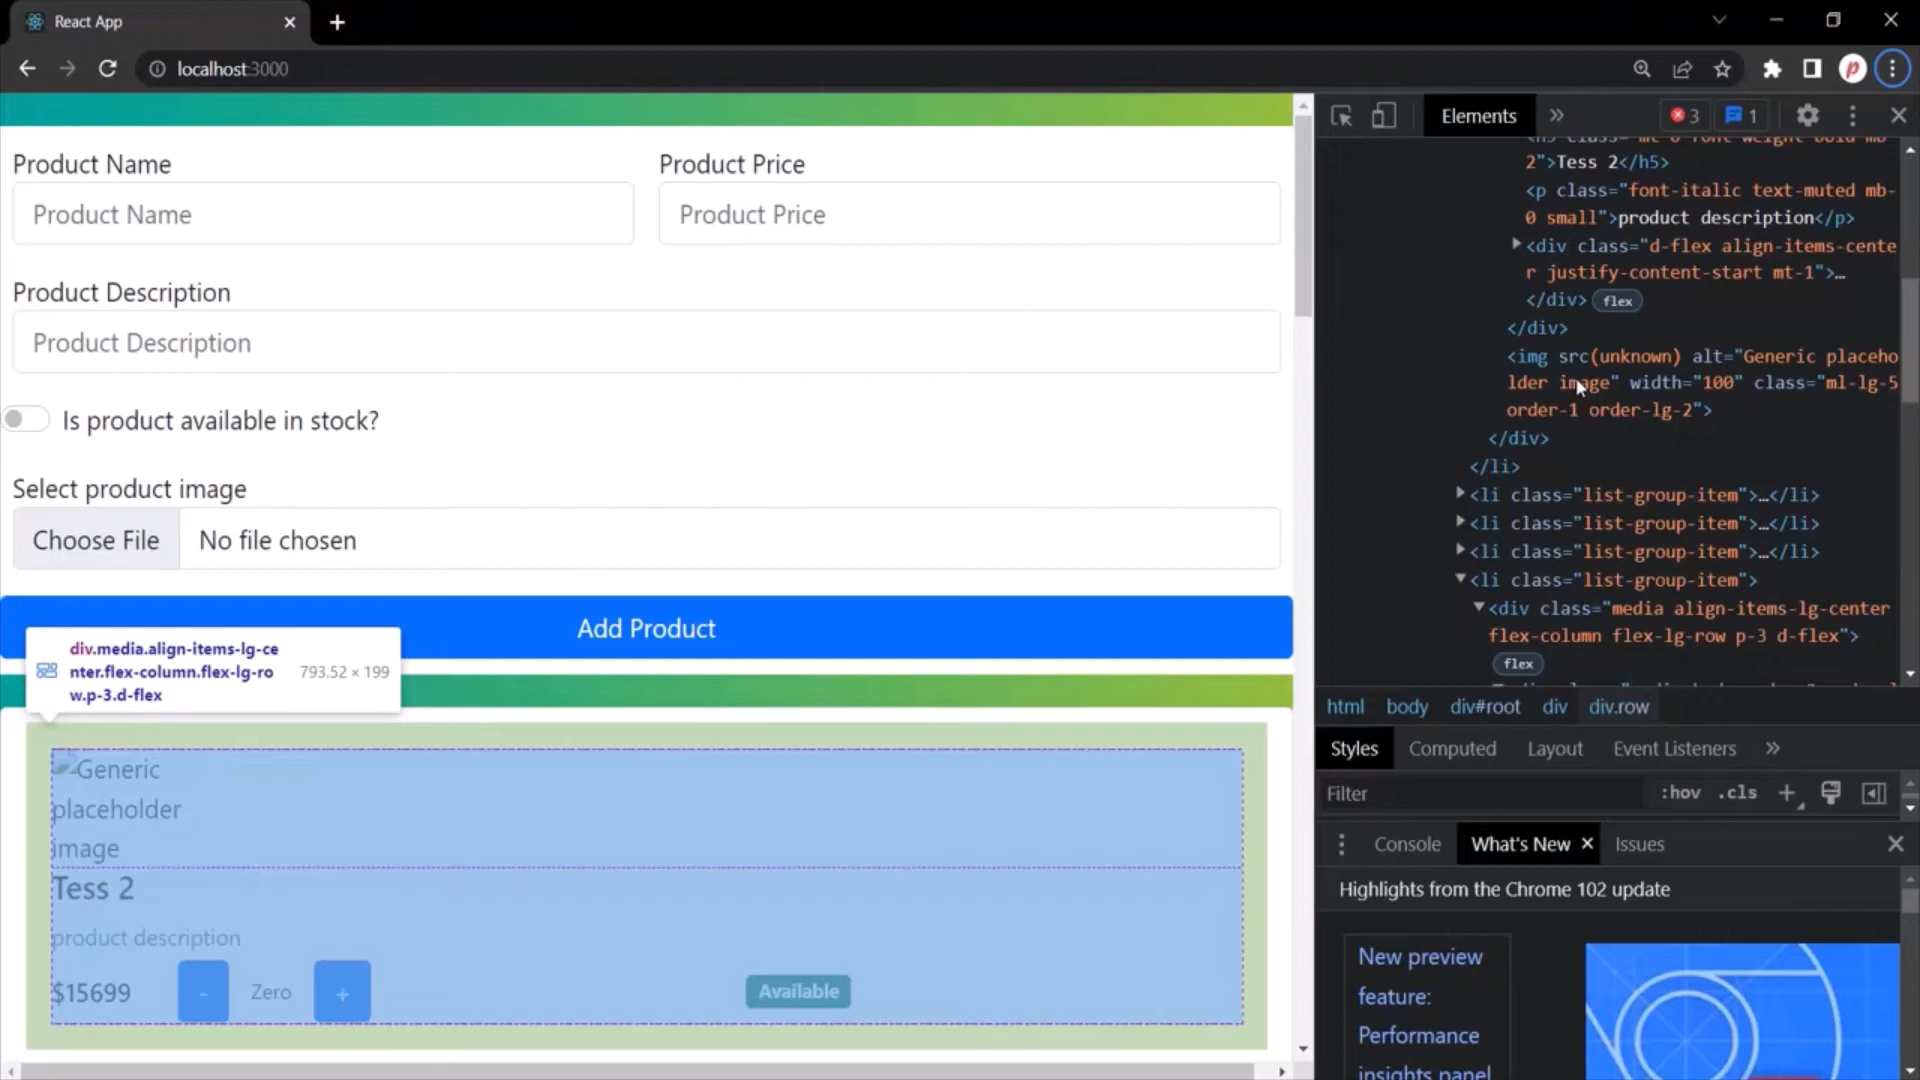 React App
localhost:3000
Product Name
Product Price
Product Name
Product Price
Product Description
Product Description
Is product available in stock?
Select product image
Choose File
No file chosen
Add Product
div.media.align-items-lg-ce
nter.flex-column.flex-lg-ro
w.p-3.d-flex
793.52 × 199
Generic
placeholder
image
Tess 2
product description
$15699
-
Zero
+
Available
Elements
3
1
2">Tess 2</h5>
<p class="font-italic text-muted mb-
0 small">product description</p>
<div class="d-flex align-items-cente
r justify-content-start mt-1">…
</div>
flex
</div>
<img src(unknown) alt="Generic placeho
lder image" width="100" class="ml-lg-5
order-1 order-lg-2">
</div>
</li>
<li class="list-group-item">…</li>
<li class="list-group-item">…</li>
<li class="list-group-item">…</li>
<li class="list-group-item">
<div class="media align-items-lg-center
flex-column flex-lg-row p-3 d-flex">
flex
html
body
div#root
div
div.row
Styles
Computed
Layout
Event Listeners
Filter
:hov
.cls
Console
What's New
Issues
Highlights from the Chrome 102 update
New preview
feature:
Performance
insights panel